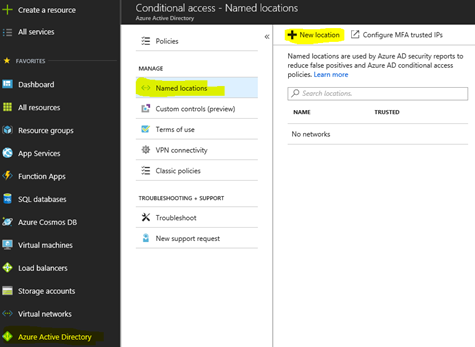 Create a resource
All services
FAVORITES
Dashboard
All resources
Resource groups
App Services
Function Apps
SQL databases
Azure Cosmos DB
Virtual machines
Load balancers
Storage accounts
Virtual networks
Azure Active Directory
Conditional access - Named locations
Azure Active Directory
Policies
MANAGE
Named locations
Custom controls (preview)
Terms of use
VPN connectivity
Classic policies
TROUBLESHOOTING + SUPPORT
Troubleshoot
New support request
New location
Configure MFA trusted IPs
Named locations are used by Azure AD security reports to
reduce false positives and Azure AD conditional access
policies. Learn more
Search locations.
NAME TRUSTED
No networks